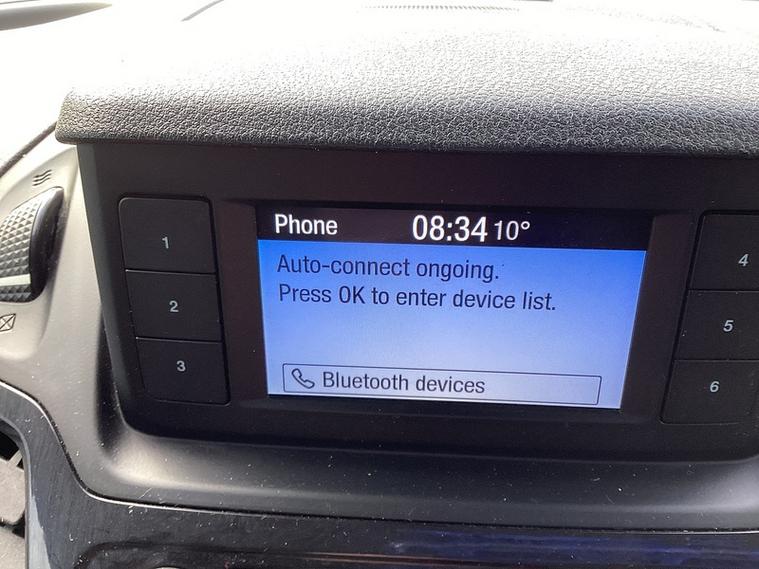 Phone 08:34 10°
Auto-connect ongoing.
Press OK to enter device list.
Bluetooth devices
1
2
3
4
5
6